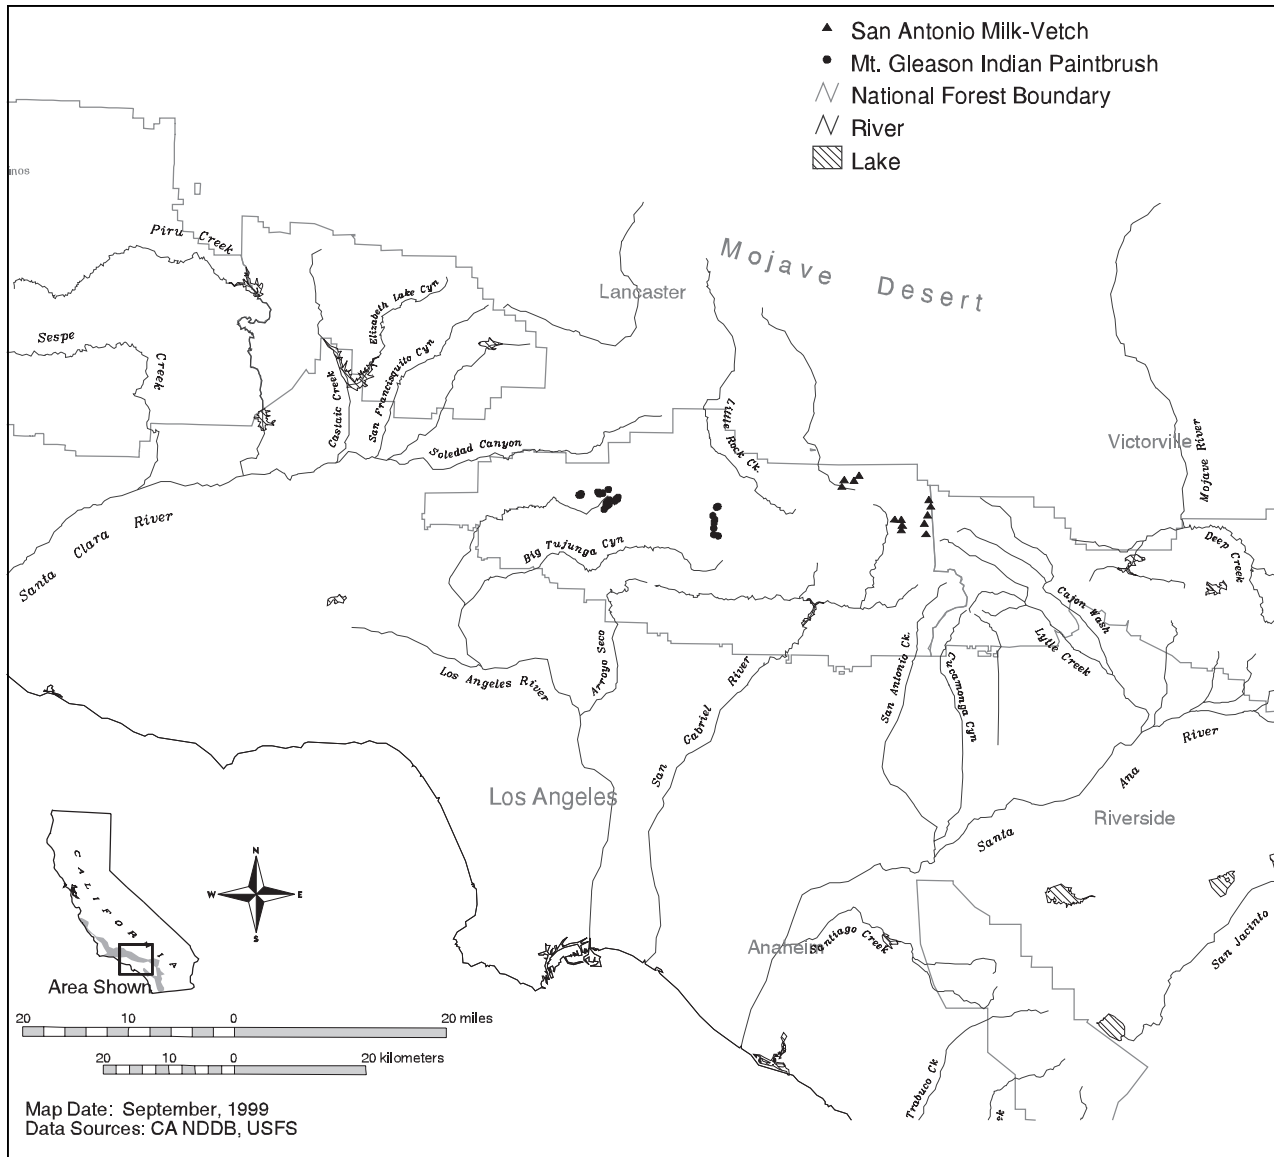 San Antonio Milk-Vetch
Mt. Gleason Indian Paintbrush
National Forest Boundary
River
Lake
inos
Piru Creek
Mojave Desert
Lancaster
Elizabeth Lake Cyn
Sespe
Creek
San Francisquito Cyn
Castaic Creek
Little Rock Ck.
Soledad Canyon
Victorville
Mojave River
Santa Clara River
Big Tujunga Cyn
Deep Creek
Cajon Wash
Lytle Creek
Arroyo Seco
Los Angeles River
San Gabriel River
San Antonio Ck.
Cucamonga Cyn
Santa Ana River
Los Angeles
Riverside
CALIFORNIA
N
W E
S
Anaheim
Santiago Creek
San Jacinto
Area Shown
20 10 0 20 miles
20 10 0 20 kilometers
Trabuco Ck
ek
Map Date: September, 1999
Data Sources: CA NDDB, USFS